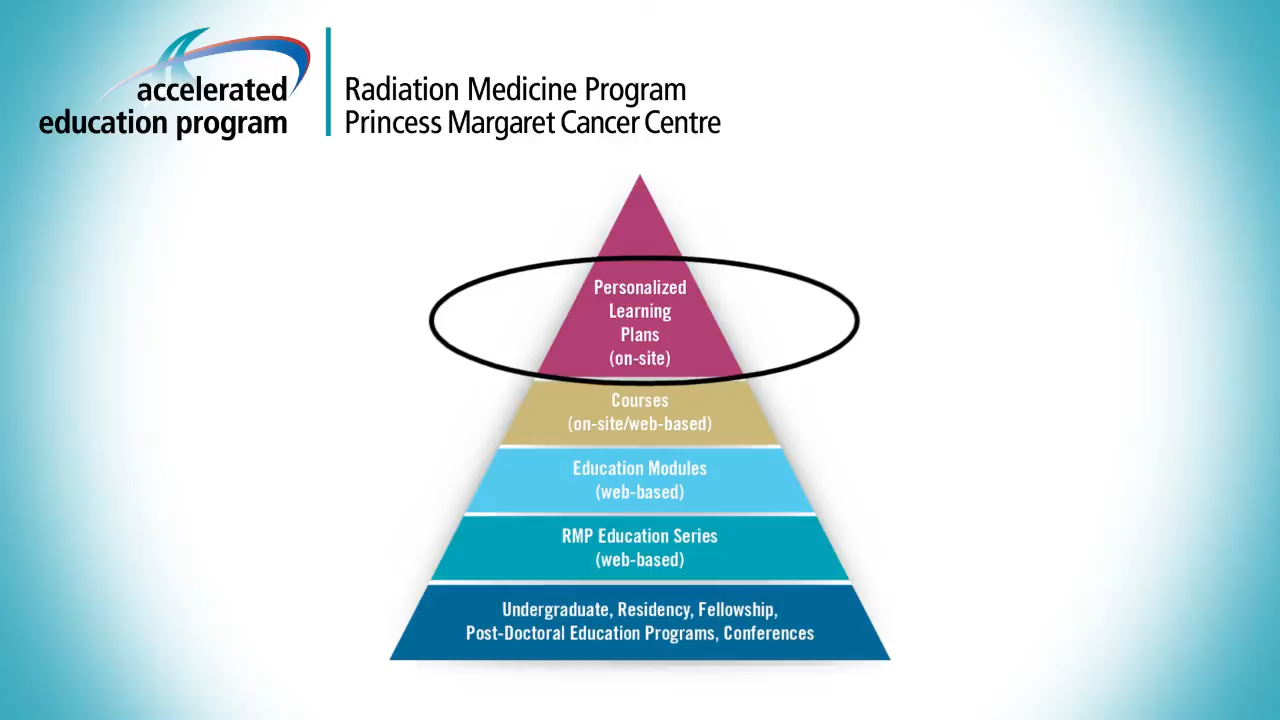 accelerated
education program
Radiation Medicine Program
Princess Margaret Cancer Centre
Personalized
Learning
Plans
(on-site)
Courses
(on-site/web-based)
Education Modules
(web-based)
RMP Education Series
(web-based)
Undergraduate, Residency, Fellowship,
Post-Doctoral Education Programs, Conferences